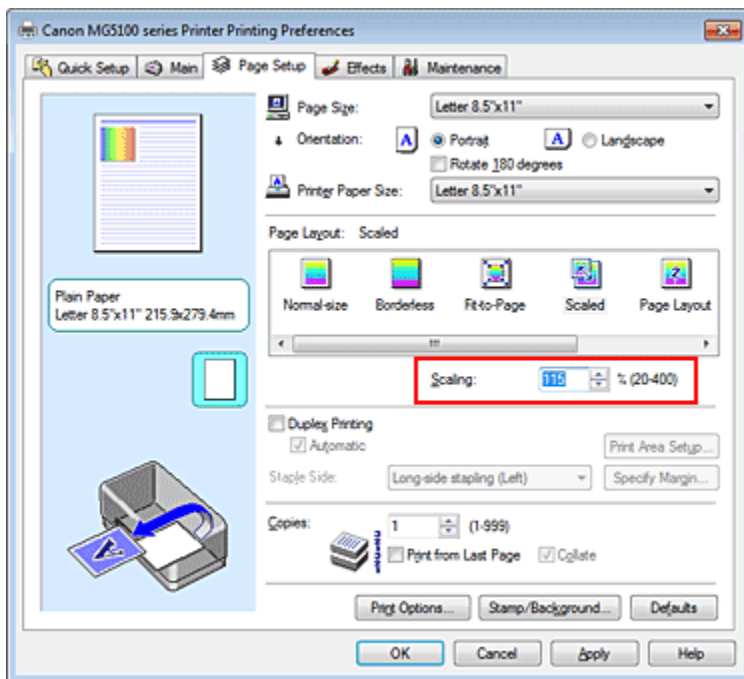 Canon MG5100 series Printer Printing Preferences
Quick Setup Main Page Setup Effects Maintenance
Page Size: Letter 8.5"x11"
Orientation: A Portrait A Landscape
Rotate 180 degrees
Printer Paper Size: Letter 8.5"x11"
Page Layout: Scaled
Normal-size Borderless Fit-to-Page Scaled Page Layout
Plain Paper
Letter 8.5"x11" 215.9x279.4mm
Scaling: 115 % (20-400)
Duplex Printing
Automatic Print Area Setup...
Staple Side: Long-side stapling (Left) Specify Margin...
Copies: 1 (1-999)
Print from Last Page Collate
Print Options... Stamp/Background... Defaults
OK Cancel Apply Help